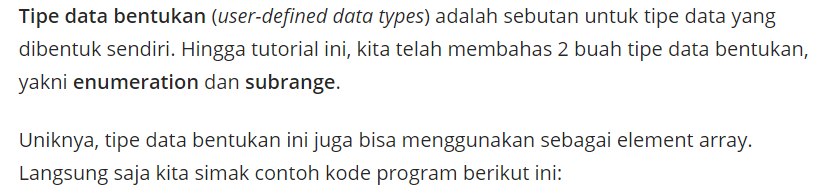 Tipe data bentukan (user-defined data types) adalah sebutan untuk tipe data yang
dibentuk sendiri. Hingga tutorial ini, kita telah membahas 2 buah tipe data bentukan,
yakni enumeration dan subrange.
Uniknya, tipe data bentukan ini juga bisa menggunakan sebagai element array.
Langsung saja kita simak contoh kode program berikut ini: